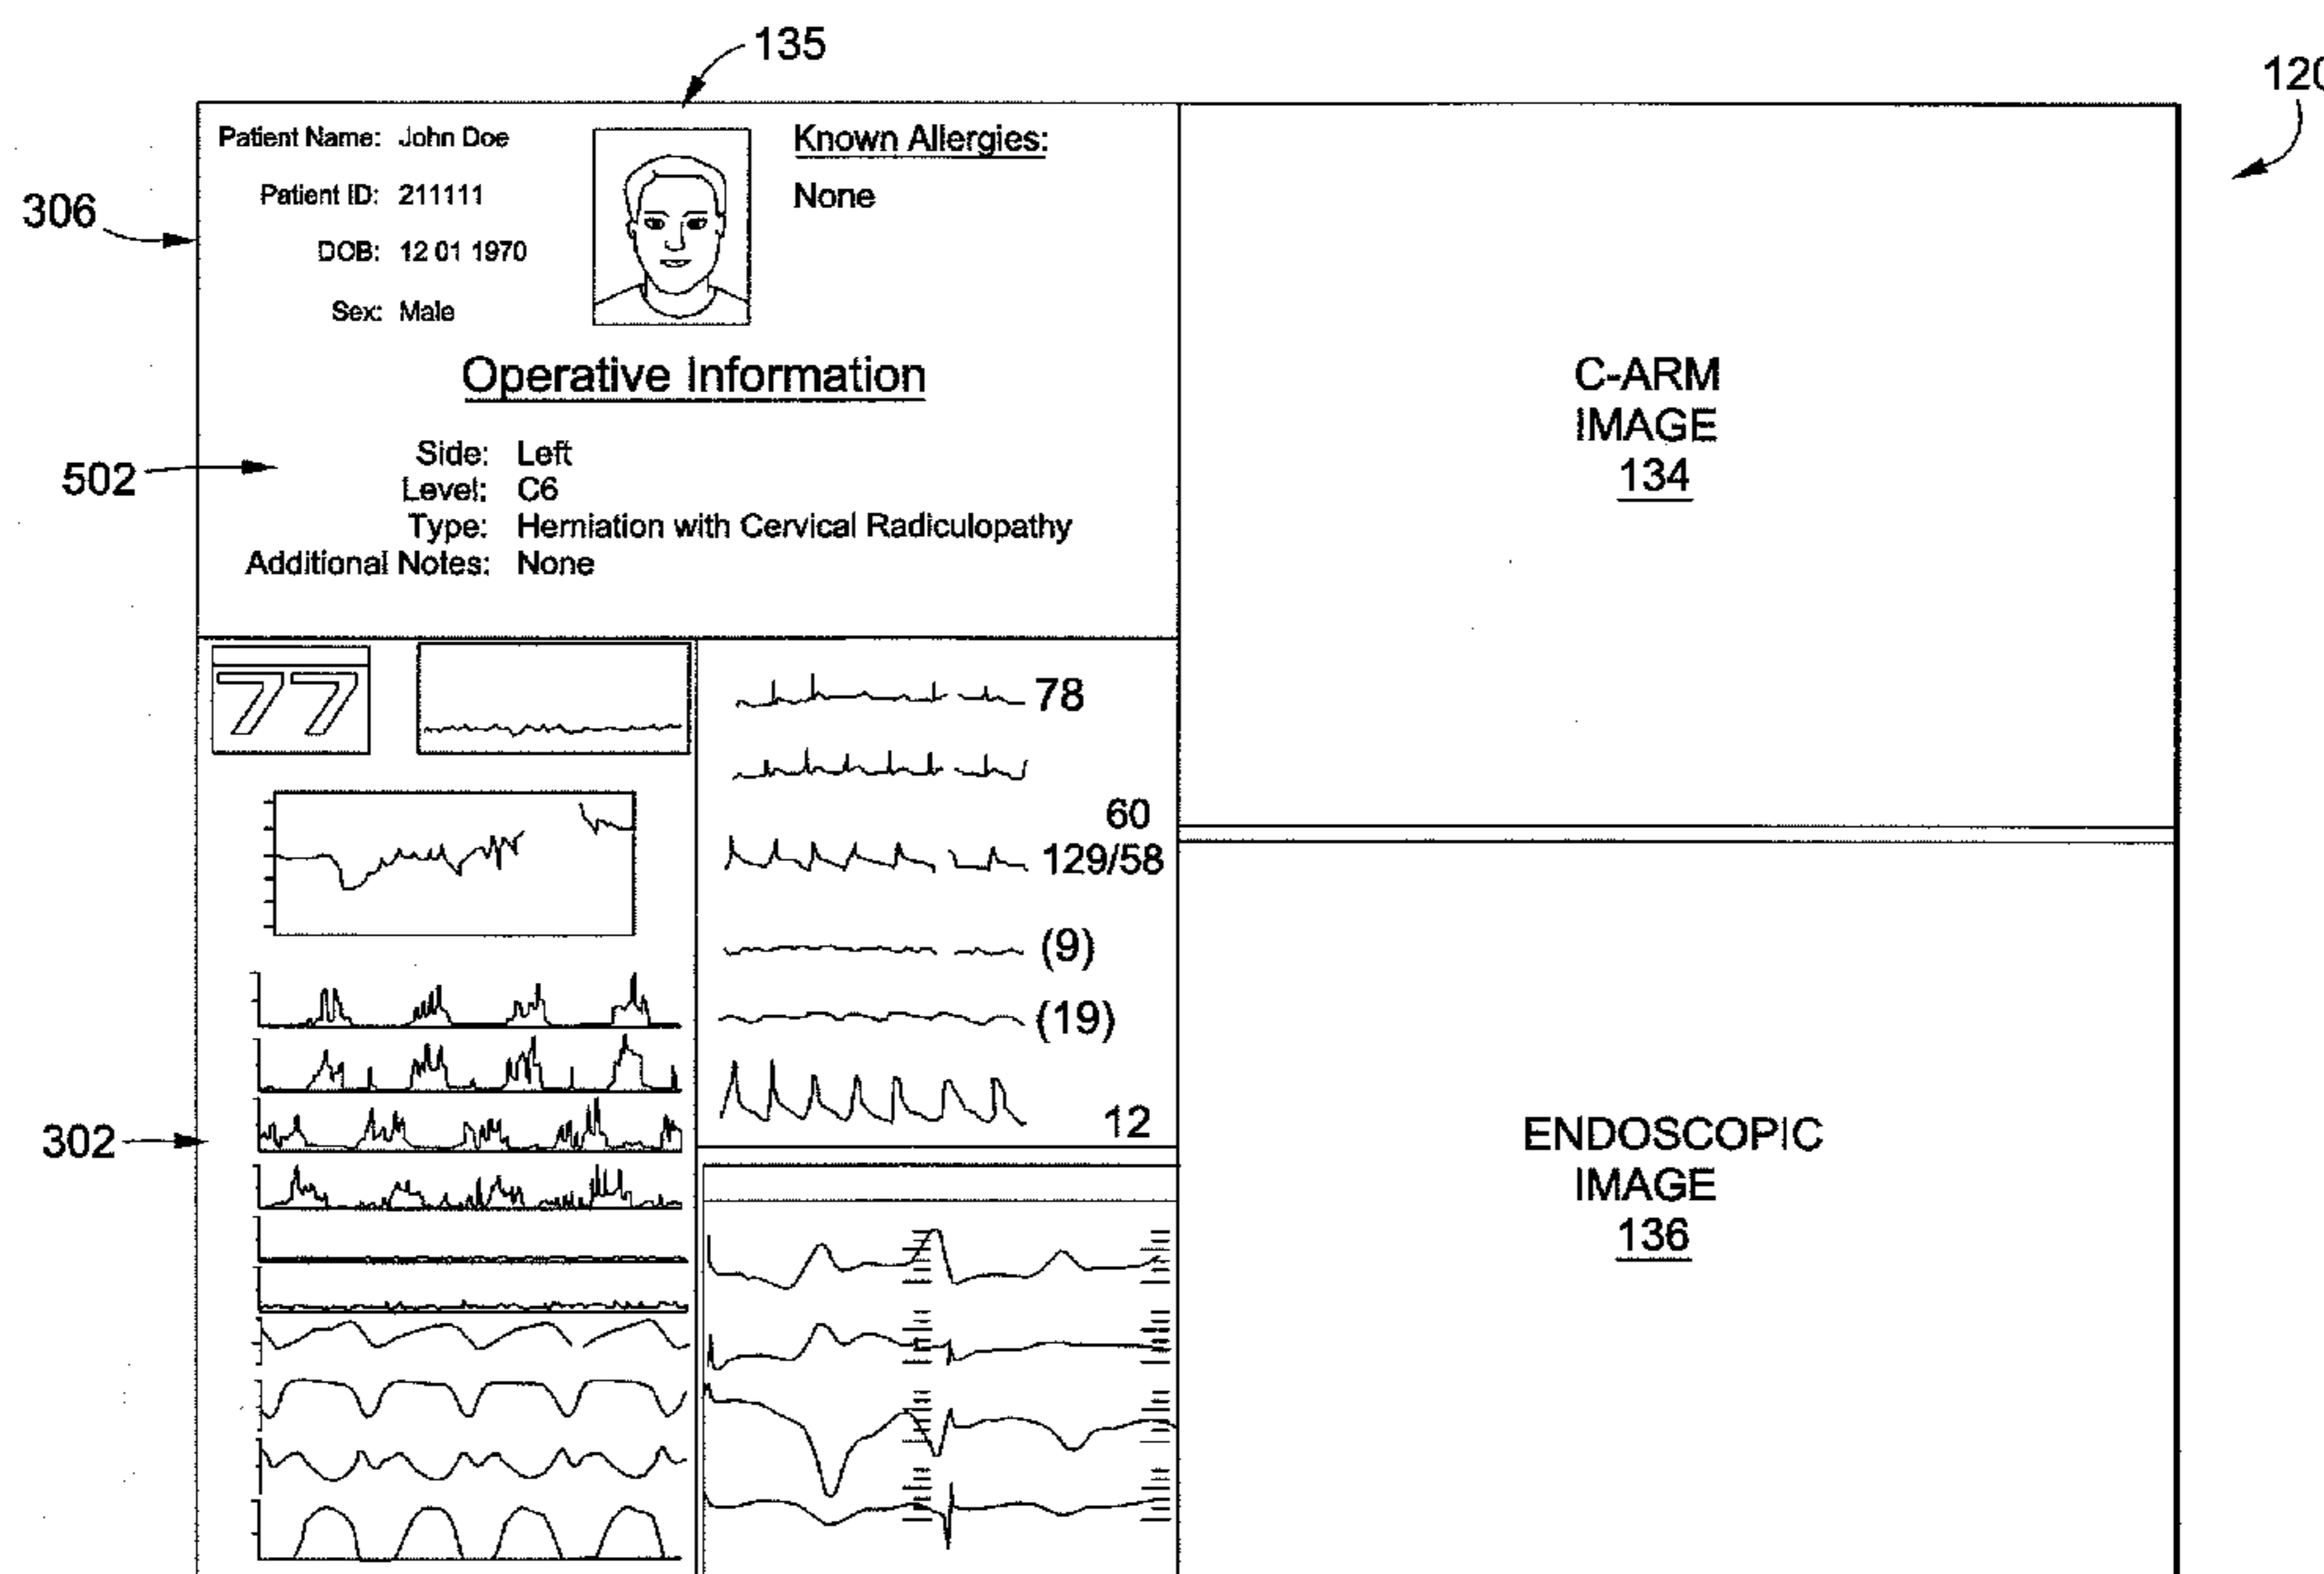 135
120
Patient Name: John Doe
Known Allergies:
Patient ID: 211111
None
306
DOB: 12 01 1970
Sex: Male
Operative Information
C-ARM
IMAGE
134
502
Side: Left
Level: C6
Type: Herniation with Cervical Radiculopathy
Additional Notes: None
77
78
60
129/58
(9)
(19)
12
302
ENDOSCOPIC
IMAGE
136